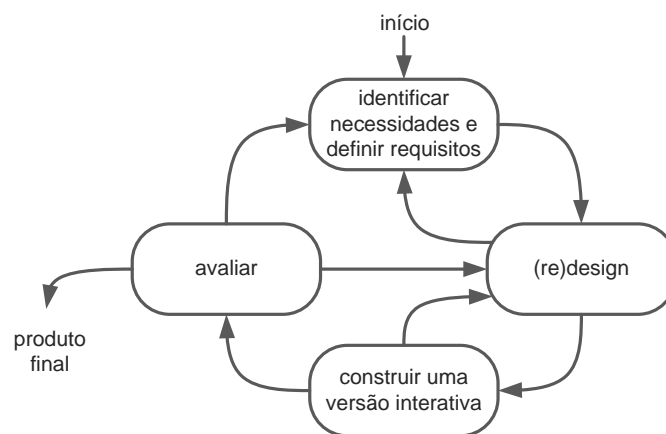 início
identificar
necessidades e
definir requisitos
avaliar
(re)design
produto
final
construir uma
versão interativa